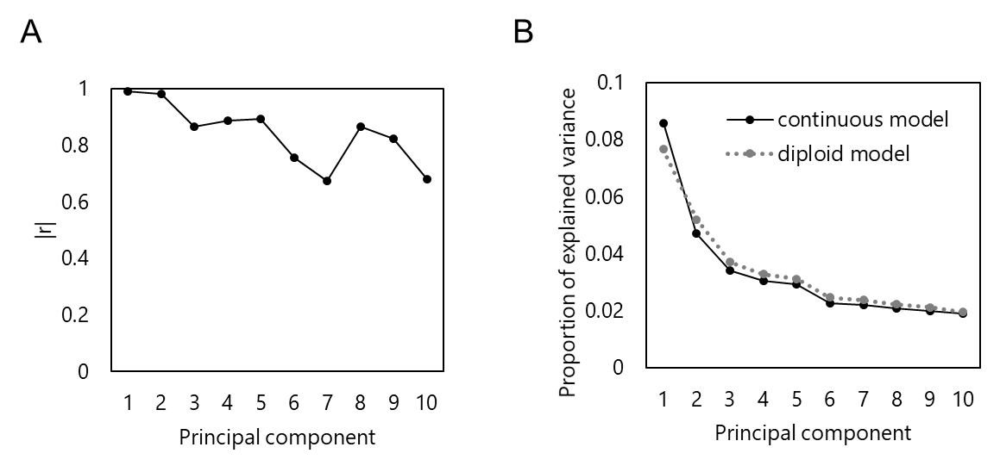 A
1
0.8
0.6
0.4
0.2
0
|r|
1 2 3 4 5 6 7 8 9 10
Principal component
B
0.1
0.08
0.06
0.04
0.02
0
Proportion of explained variance
continuous model
diploid model
1 2 3 4 5 6 7 8 9 10
Principal component